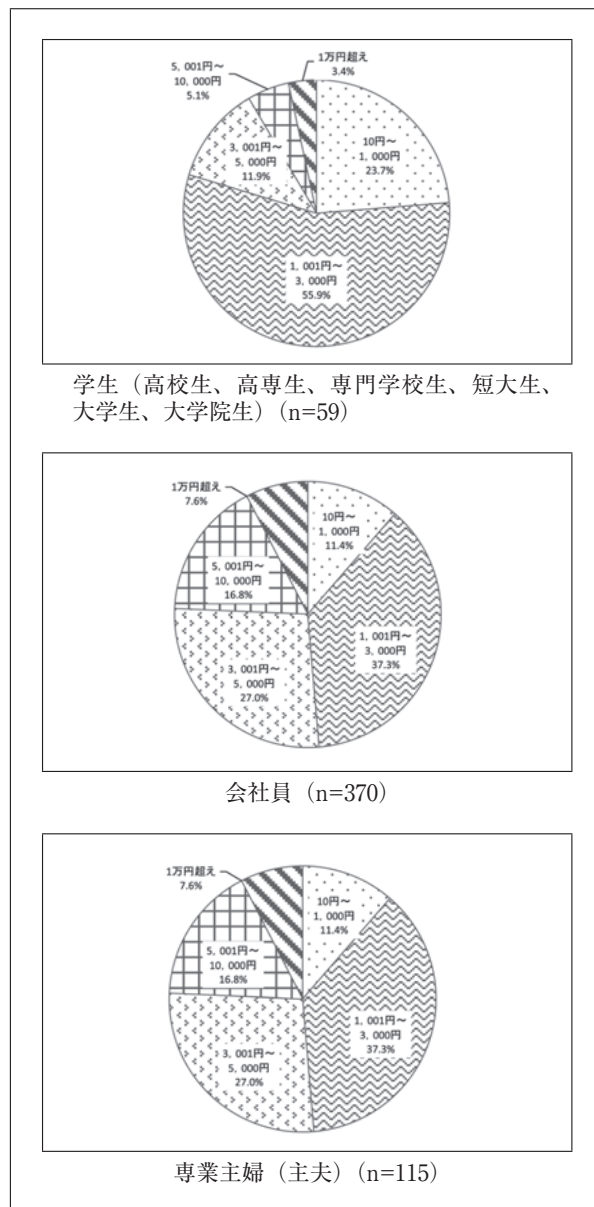 5, 001円～
10, 000円
5.1%
1万円超え
3.4%
10円～
1, 000円
23.7%
3, 001円～
5, 000円
11.9%
1, 001円～
3, 000円
55.9%
学生（高校生、高専生、専門学校生、短大生、
大学生、大学院生）(n=59)
1万円超え
7.6%
10円～
1, 000円
11.4%
5, 001円～
10, 000円
16.8%
1, 001円～
3, 000円
37.3%
3, 001円～
5, 000円
27.0%
会社員（n=370）
1万円超え
7.6%
10円～
1, 000円
11.4%
5, 001円～
10, 000円
16.8%
1, 001円～
3, 000円
37.3%
3, 001円～
5, 000円
27.0%
専業主婦（主夫）(n=115)